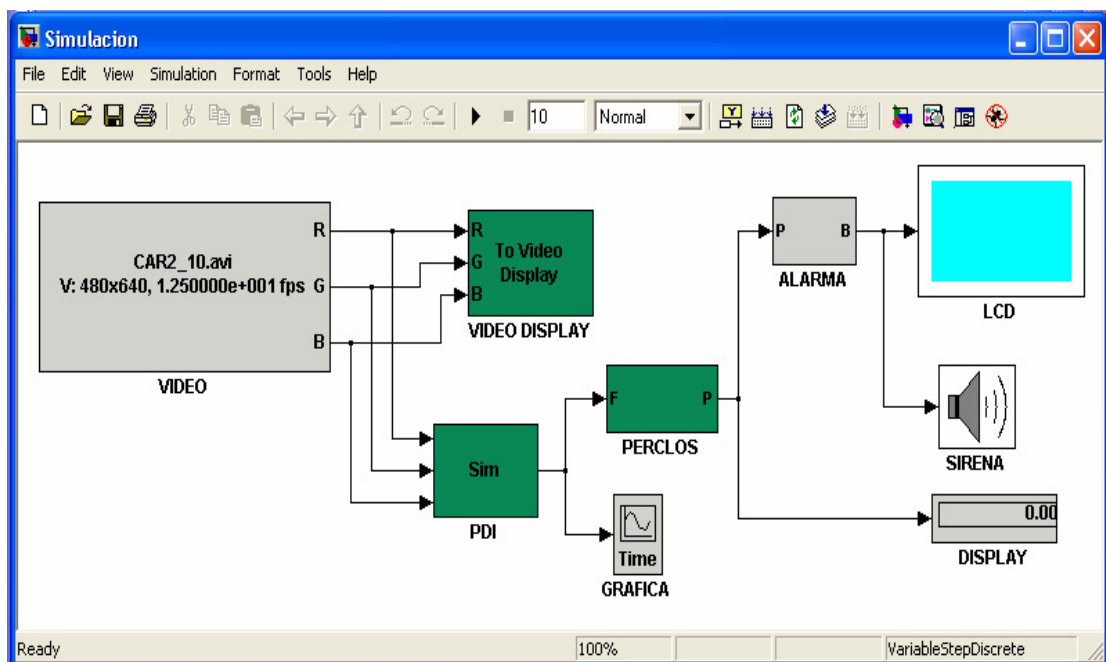 Simulacion
File Edit View Simulation Format Tools Help
10 Normal
CAR2_10.avi
V: 480x640, 1.250000e+001 fps
R
G
B
VIDEO
R
G
B
To Video
Display
VIDEO DISPLAY
Sim
PDI
F P
PERCLOS
Time
GRAFICA
P B
ALARMA
LCD
SIRENA
0.00
DISPLAY
Ready 100% VariableStepDiscrete